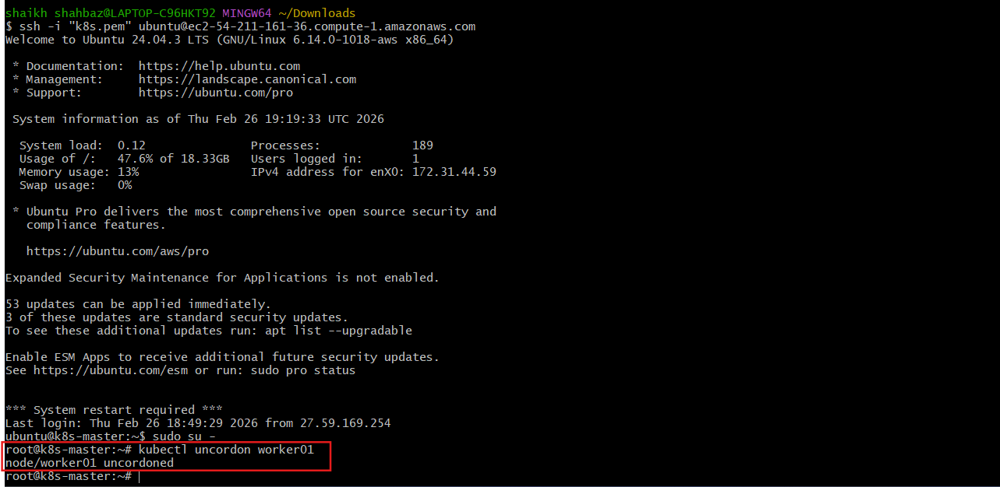 shaikh shahbaz@LAPTOP-C96HKT92 MINGW64 ~/Downloads
$ ssh -i "k8s.pem" ubuntu@ec2-54-211-161-36.compute-1.amazonaws.com
Welcome to Ubuntu 24.04.3 LTS (GNU/Linux 6.14.0-1018-aws x86_64)

 * Documentation:  https://help.ubuntu.com
 * Management:     https://landscape.canonical.com
 * Support:        https://ubuntu.com/pro

 System information as of Thu Feb 26 19:19:33 UTC 2026

  System load:  0.12               Processes:             189
  Usage of /:   47.6% of 18.33GB   Users logged in:       1
  Memory usage: 13%                IPv4 address for enX0: 172.31.44.59
  Swap usage:   0%

 * Ubuntu Pro delivers the most comprehensive open source security and
   compliance features.

   https://ubuntu.com/aws/pro

Expanded Security Maintenance for Applications is not enabled.

53 updates can be applied immediately.
3 of these updates are standard security updates.
To see these additional updates run: apt list --upgradable

Enable ESM Apps to receive additional future security updates.
See https://ubuntu.com/esm or run: sudo pro status


*** System restart required ***
Last login: Thu Feb 26 18:49:29 2026 from 27.59.169.254
ubuntu@k8s-master:~$ sudo su -
root@k8s-master:~# kubectl uncordon worker01
node/worker01 uncordoned
root@k8s-master:~#